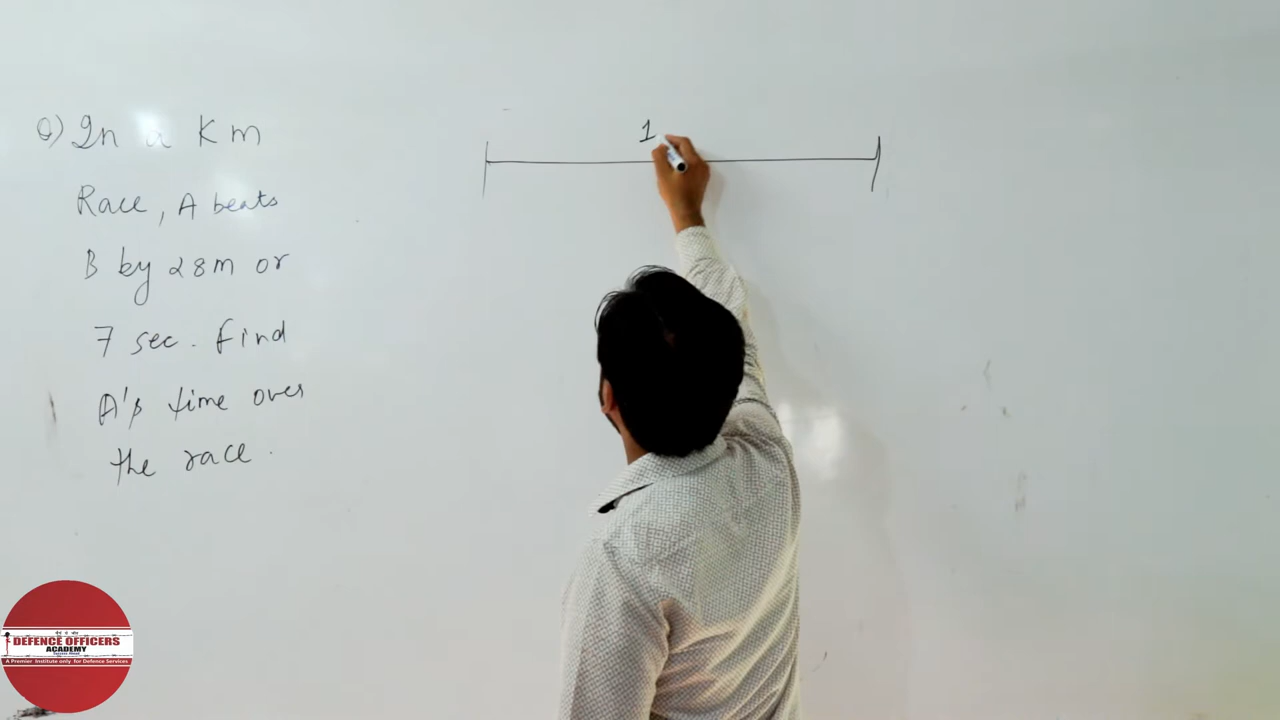 Q) In a Km
Race, A beats
B by 28m or
7 sec. find
A's time over
the race.
1
DEFENCE OFFICERS
ACADEMY
A Premier Institute only for Defence Services